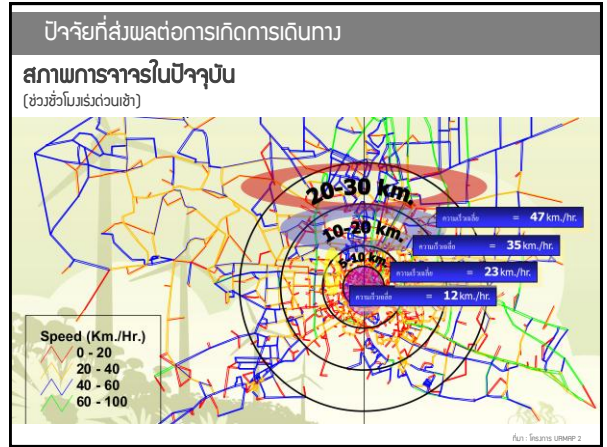 ปัจจัยที่ส่งผลต่อการเกิดการเดินทาง
สภาพการจราจรในปัจจุบัน
(ช่วงชั่วโมงเร่งด่วนเช้า)
20-30 km.
10-20 km.
5-10 km.
ความเร็วเฉลี่ย = 47 km./hr.
ความเร็วเฉลี่ย = 35 km./hr.
ความเร็วเฉลี่ย = 23 km./hr.
ความเร็วเฉลี่ย = 12 km./hr.
Speed (Km./Hr.)
0 - 20
20 - 40
40 - 60
60 - 100
ที่มา : โครงการ URMAP 2